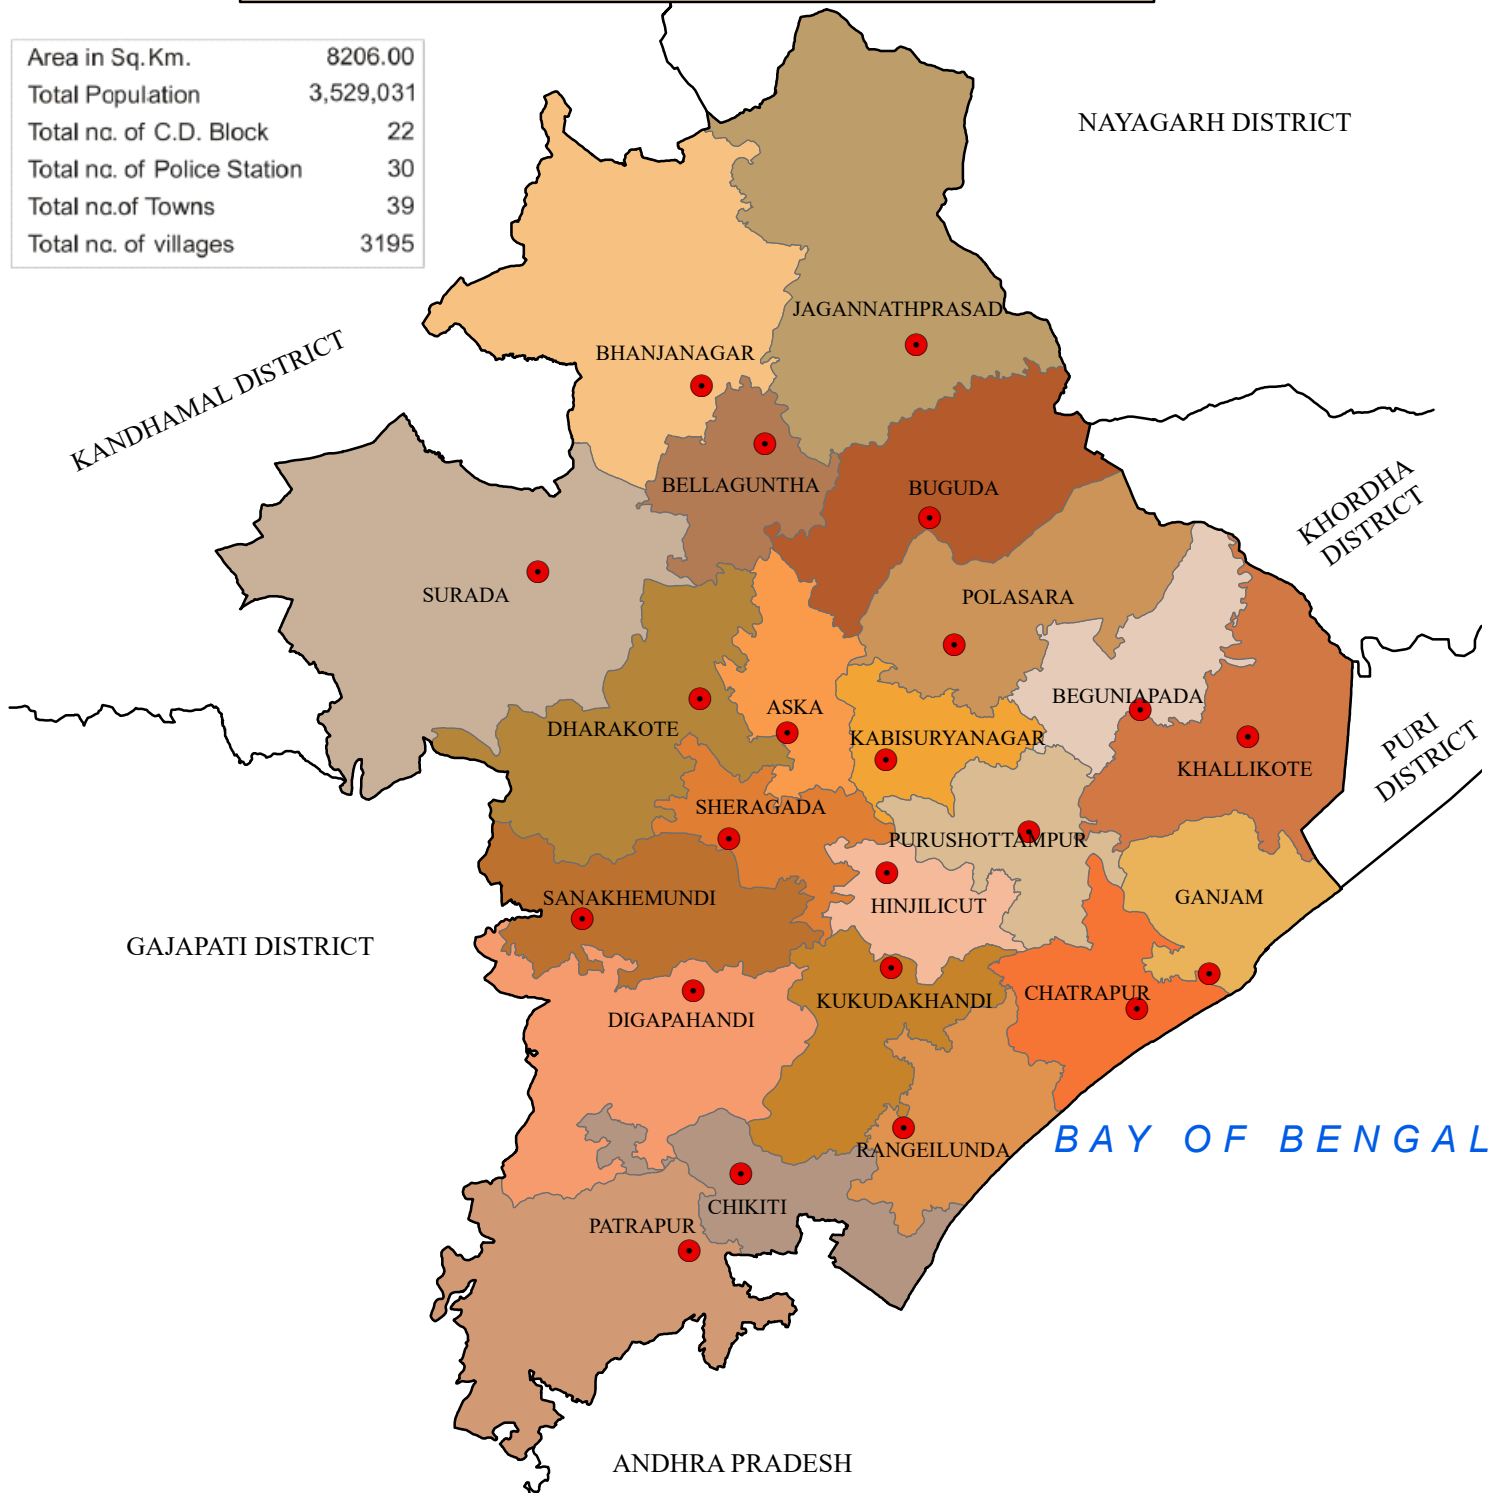 Area in Sq.Km. 8206.00
Total Population 3,529,031
Total no. of C.D. Block 22
Total no. of Police Station 30
Total no.of Towns 39
Total no. of villages 3195
NAYAGARH DISTRICT
KANDHAMAL DISTRICT
JAGANNATHPRASAD
BHANJANAGAR
BELLAGUNTHA
BUGUDA
KHORDHA
DISTRICT
SURADA
POLASARA
BEGUNIAPADA
ASKA
DHARAKOTE
KABISURYANAGAR
KHALLIKOTE
PURI
DISTRICT
SHERAGADA
PURUSHOTTAMPUR
SANAKHEMUNDI
HINJILICUT
GANJAM
GAJAPATI DISTRICT
DIGAPAHANDI
KUKUDAKHANDI
CHATRAPUR
BAY OF BENGAL
RANGEILUNDA
CHIKITI
PATRAPUR
ANDHRA PRADESH